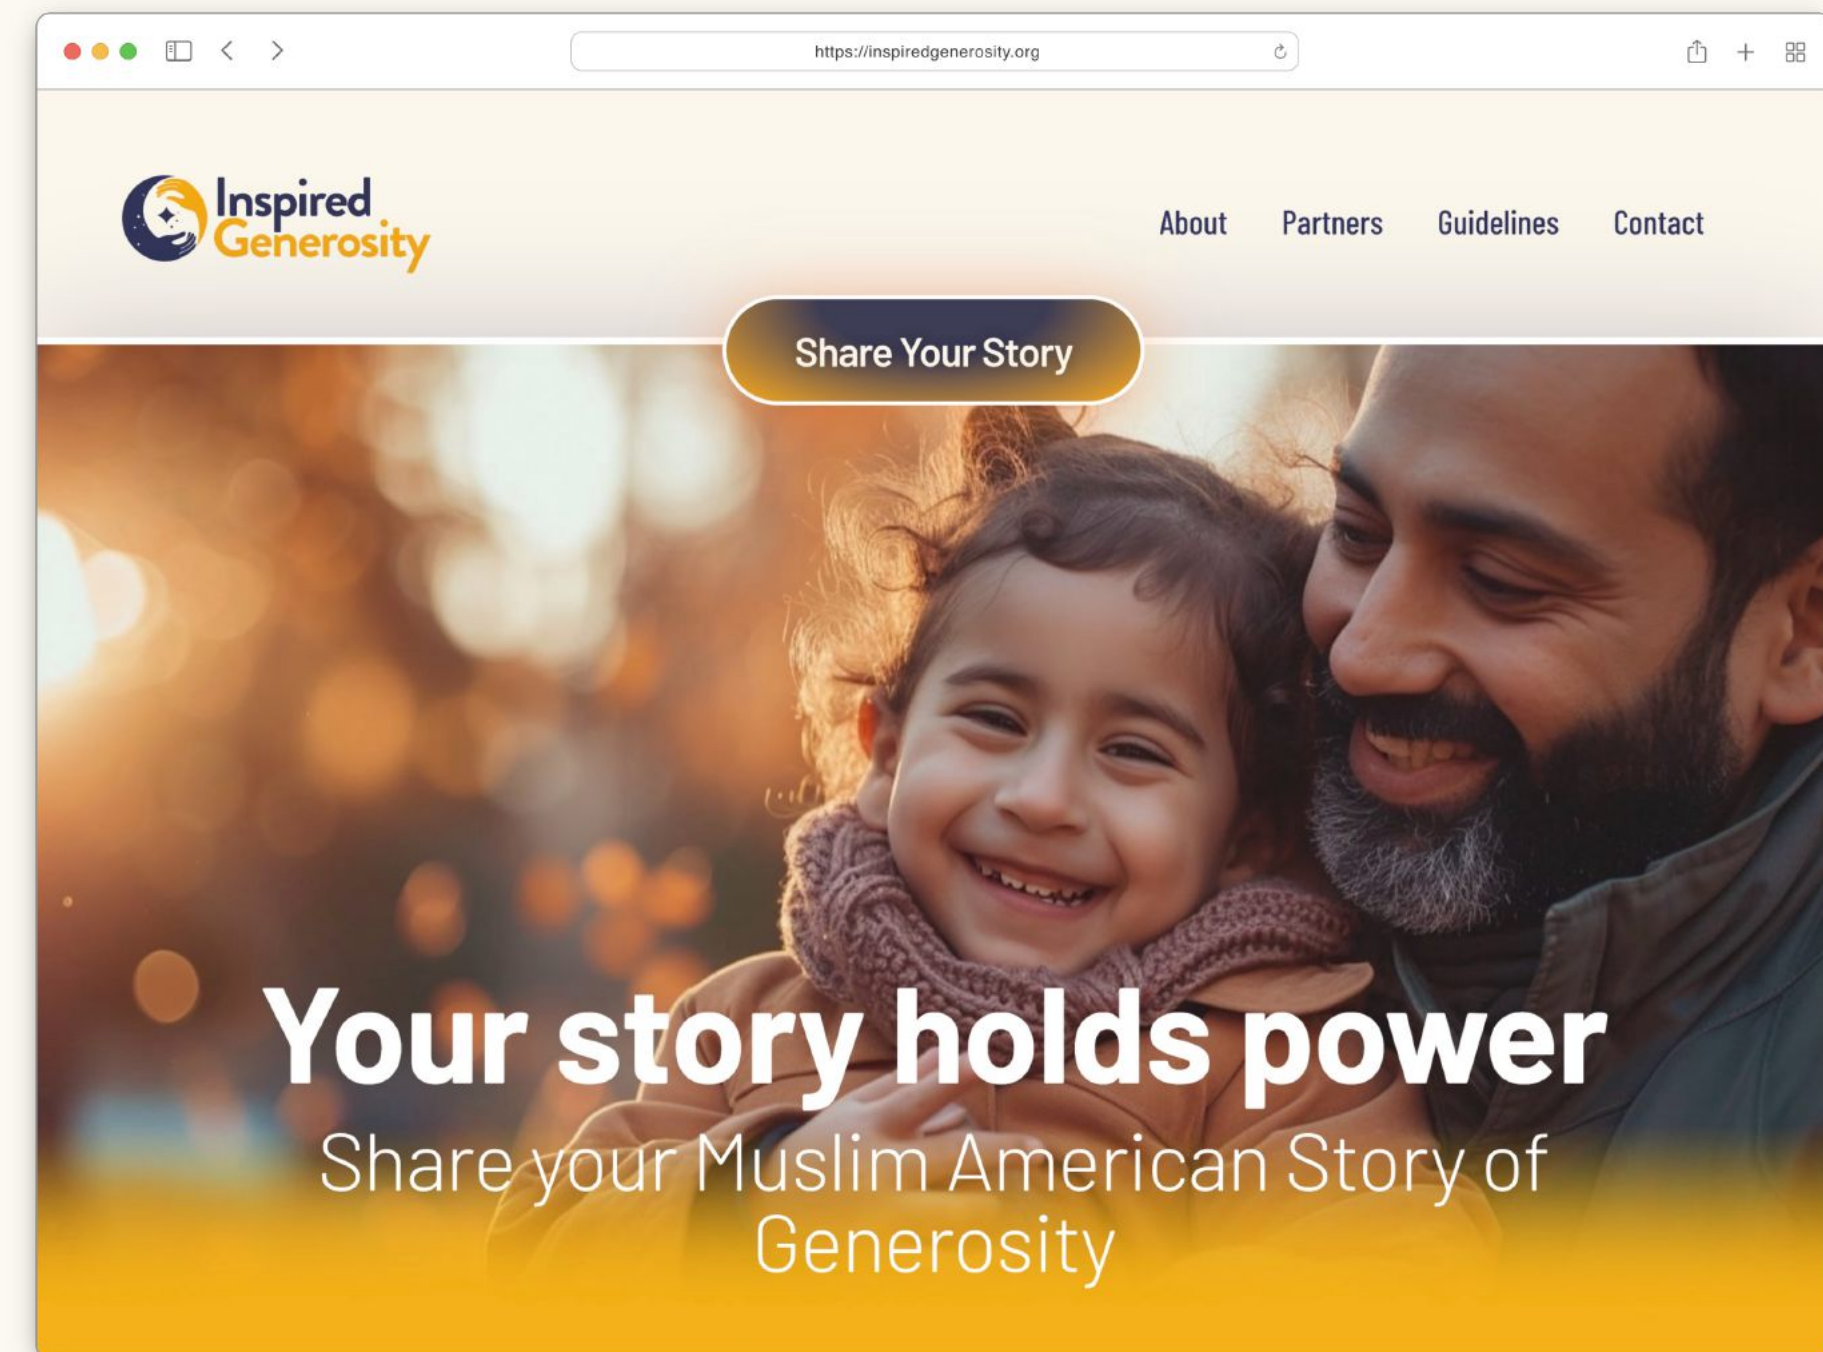 https://inspiredgenerosity.org
Inspired
Generosity
About Partners Guidelines Contact
Share Your Story
Your story holds power
Share your Muslim American Story of
Generosity